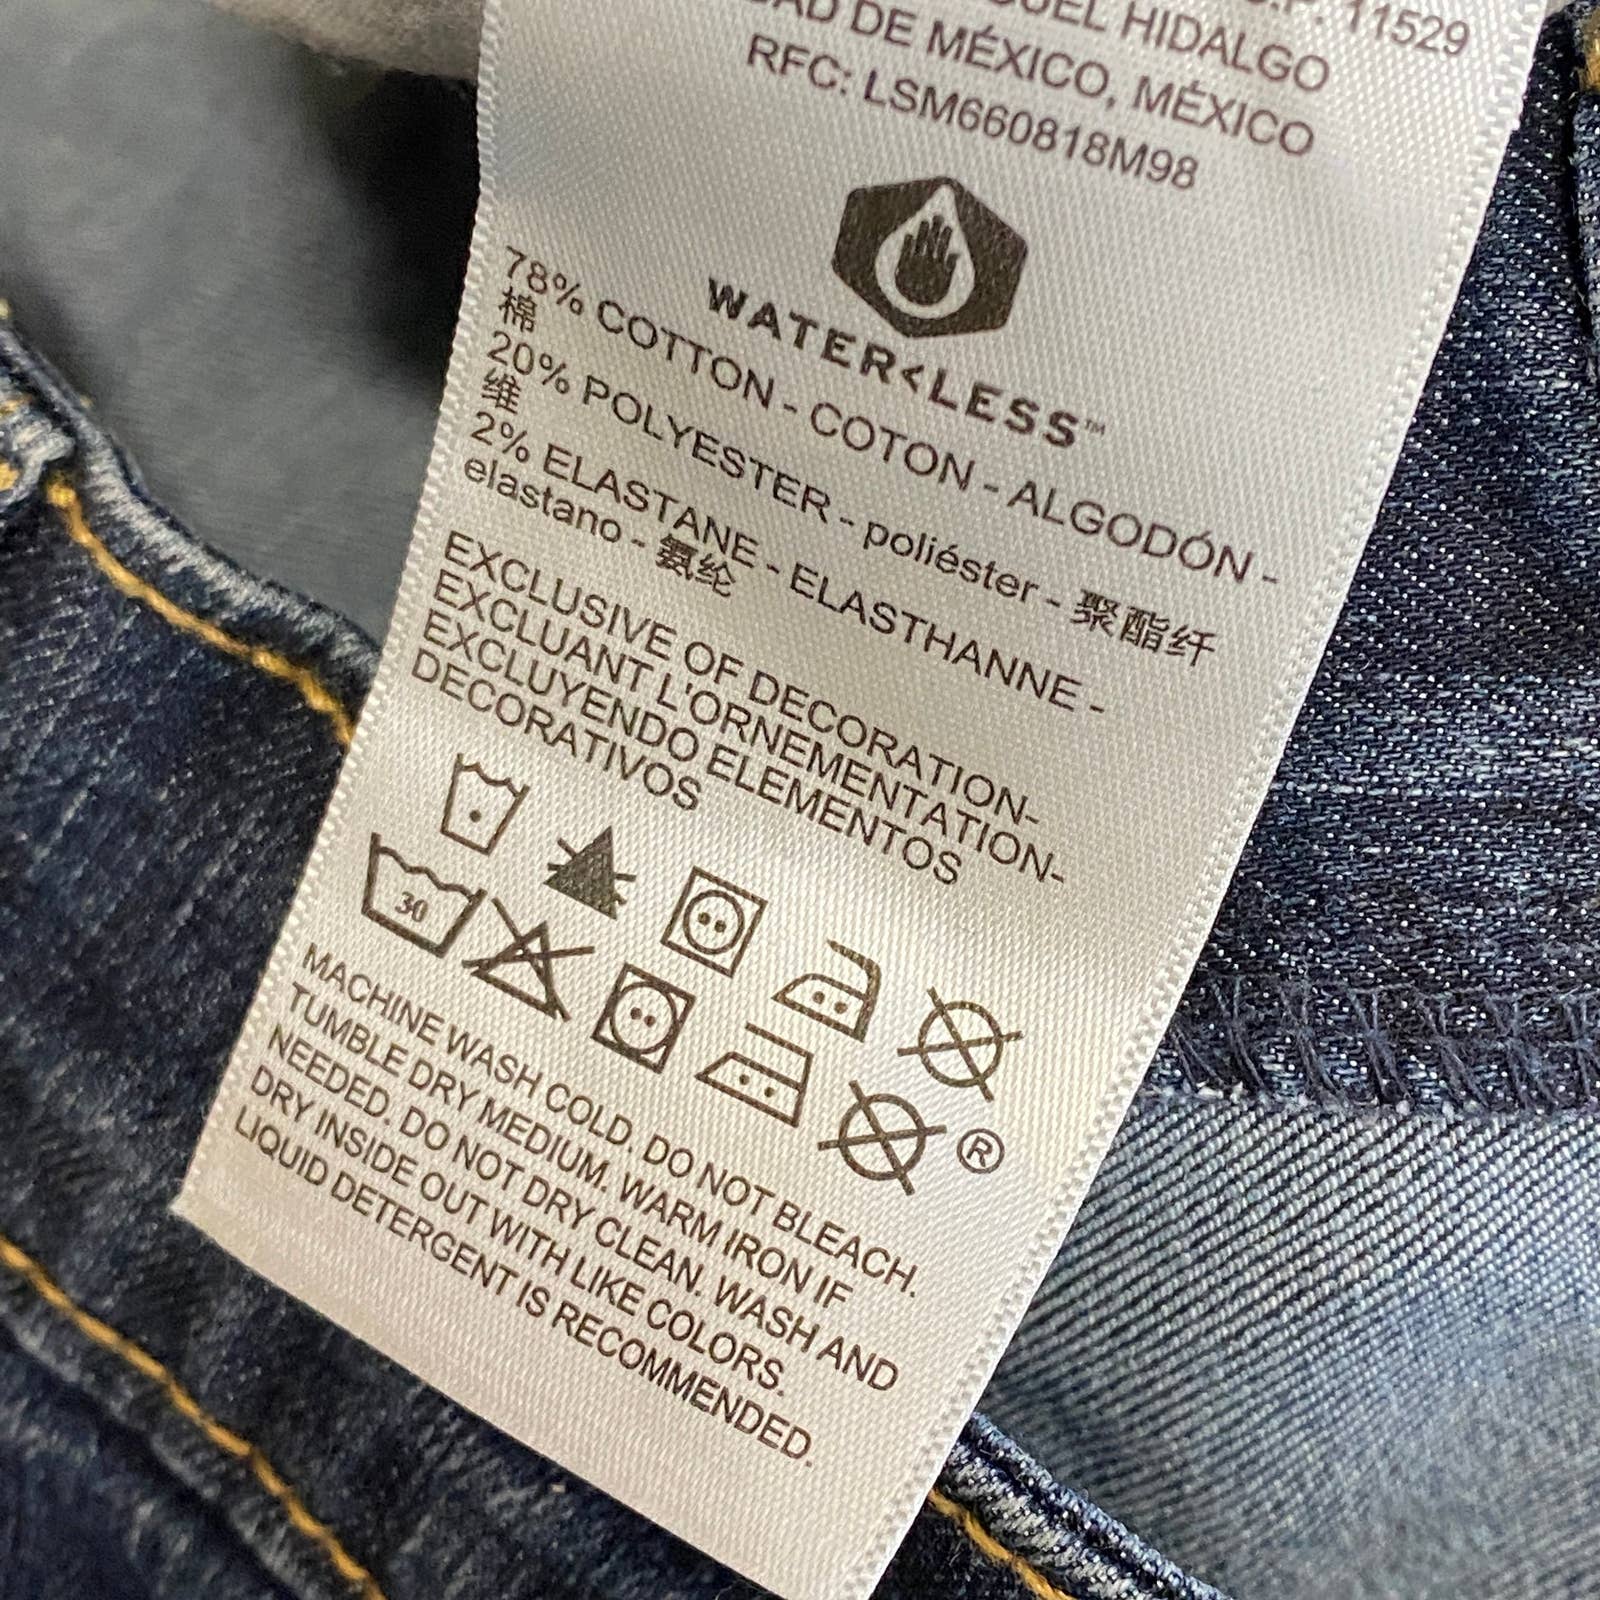 C.P. 11529
HIDALGO
DE MÉXICO, MÉXICO
RFC: LSM660818M98
WATER<LESS™
78% COTTON - COTON - ALGODÓN -
棉
20% POLYESTER - poliéster - 聚酯纤
维
2% ELASTANE - ELASTHANNE -
elastano - 氨纶
EXCLUSIVE OF DECORATION-
EXCLUANT L'ORNEMENTATION-
EXCLUYENDO ELEMENTOS
DECORATIVOS
30
®
MACHINE WASH COLD. DO NOT BLEACH.
TUMBLE DRY MEDIUM. WARM IRON IF
NEEDED. DO NOT DRY CLEAN. WASH AND
DRY INSIDE OUT WITH LIKE COLORS.
LIQUID DETERGENT IS RECOMMENDED.